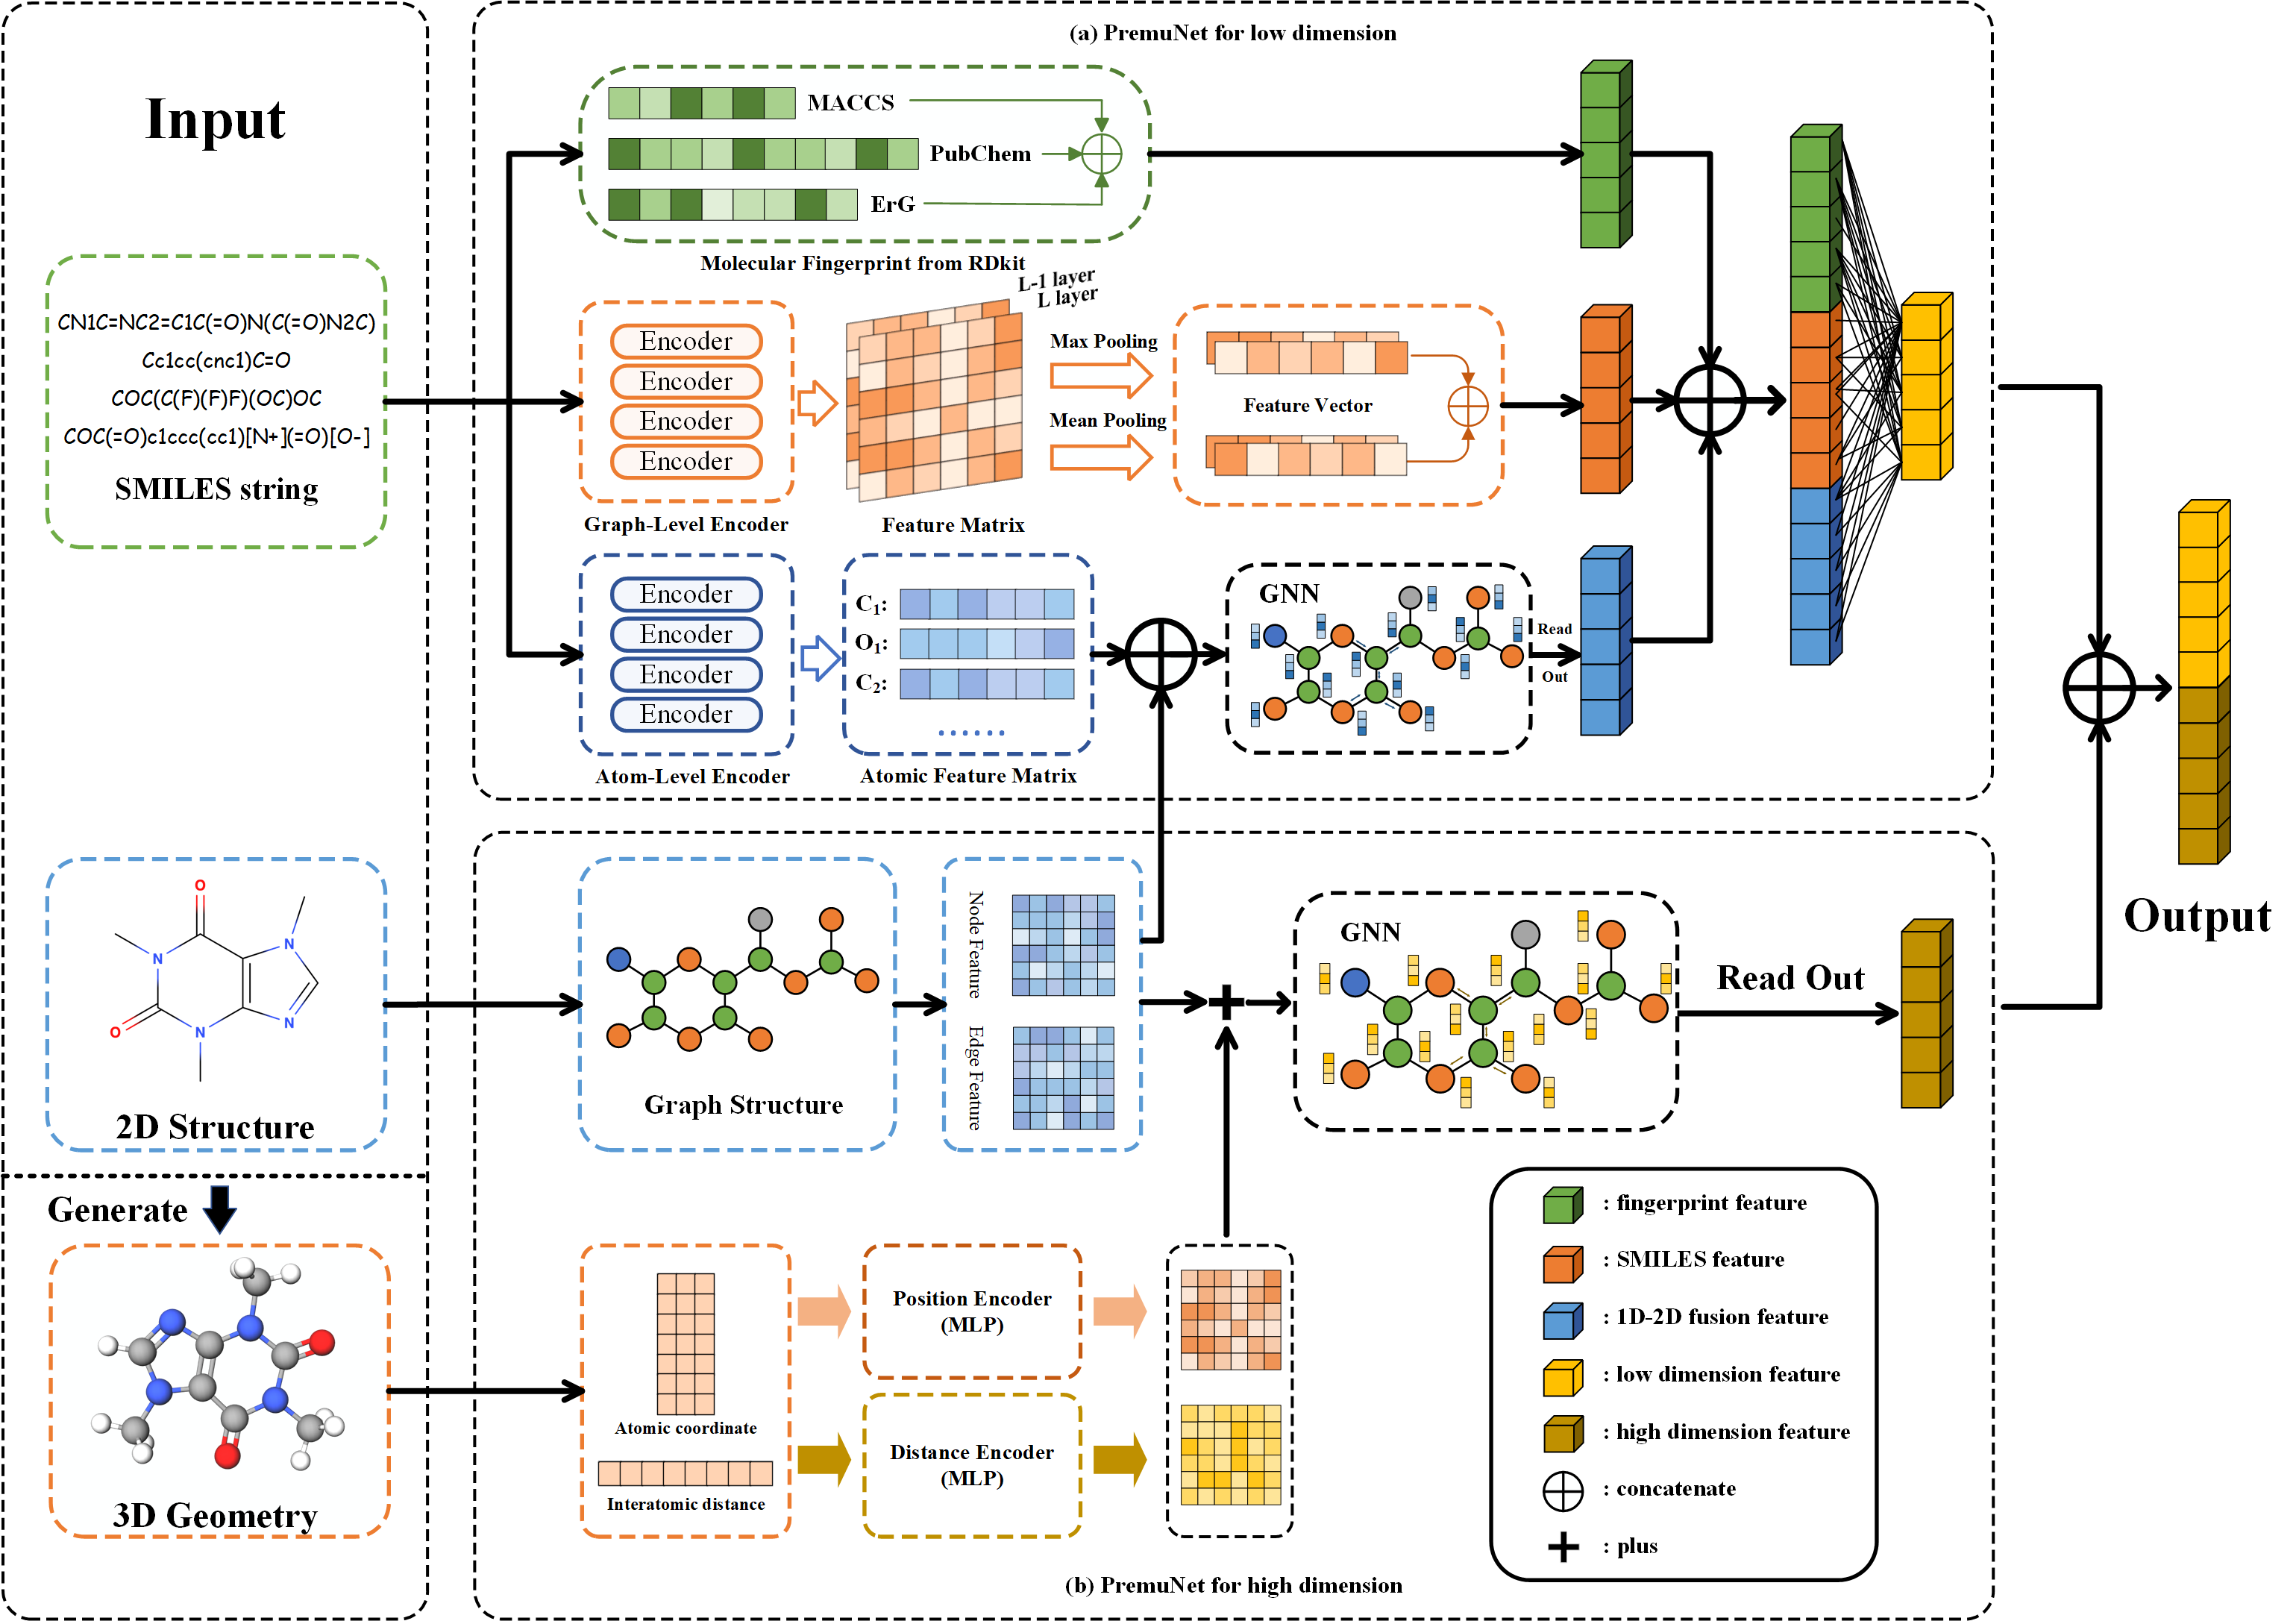 Input
CN1C=NC2=C1C(=O)N(C(=O)N2C)
Cc1cc(cnc1)C=O
COC(C(F)(F)F)(OC)OC
COC(=O)c1ccc(cc1)[N+](=O)[O-]
SMILES string
O
N
N
O
N
N
2D Structure
Generate
3D Geometry
(a) PremuNet for low dimension
MACCS
PubChem
ErG
Molecular Fingerprint from RDkit
Encoder
Encoder
Encoder
Encoder
Graph-Level Encoder
L-1 layer
L layer
Feature Matrix
Max Pooling
Mean Pooling
Feature Vector
Encoder
Encoder
Encoder
Encoder
Atom-Level Encoder
C₁:
O₁:
C₂:
......
Atomic Feature Matrix
GNN
Read
Out
Graph Structure
Node Feature
Edge Feature
GNN
Read Out
Atomic coordinate
Interatomic distance
Position Encoder
(MLP)
Distance Encoder
(MLP)
: fingerprint feature
: SMILES feature
: 1D-2D fusion feature
: low dimension feature
: high dimension feature
: concatenate
: plus
(b) PremuNet for high dimension
Output